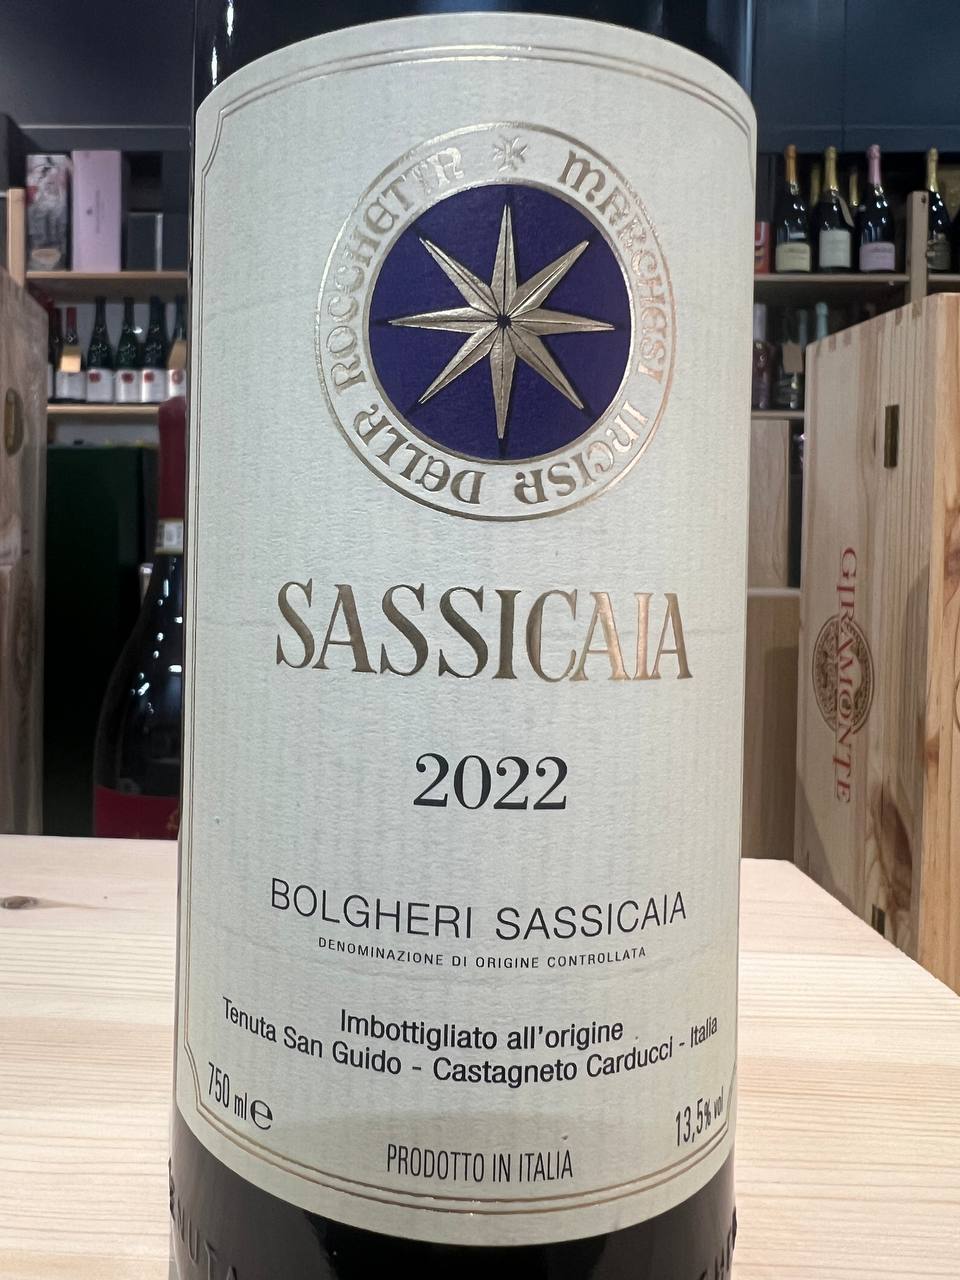 MARCHESI INCISA DELLA ROCCHETTA
SASSICAIA
2022
BOLGHERI SASSICAIA
DENOMINAZIONE DI ORIGINE CONTROLLATA
Imbottigliato all'origine
Tenuta San Guido - Castagneto Carducci - Italia
750 ml e
13,5% vol
PRODOTTO IN ITALIA
GIRAMONTE